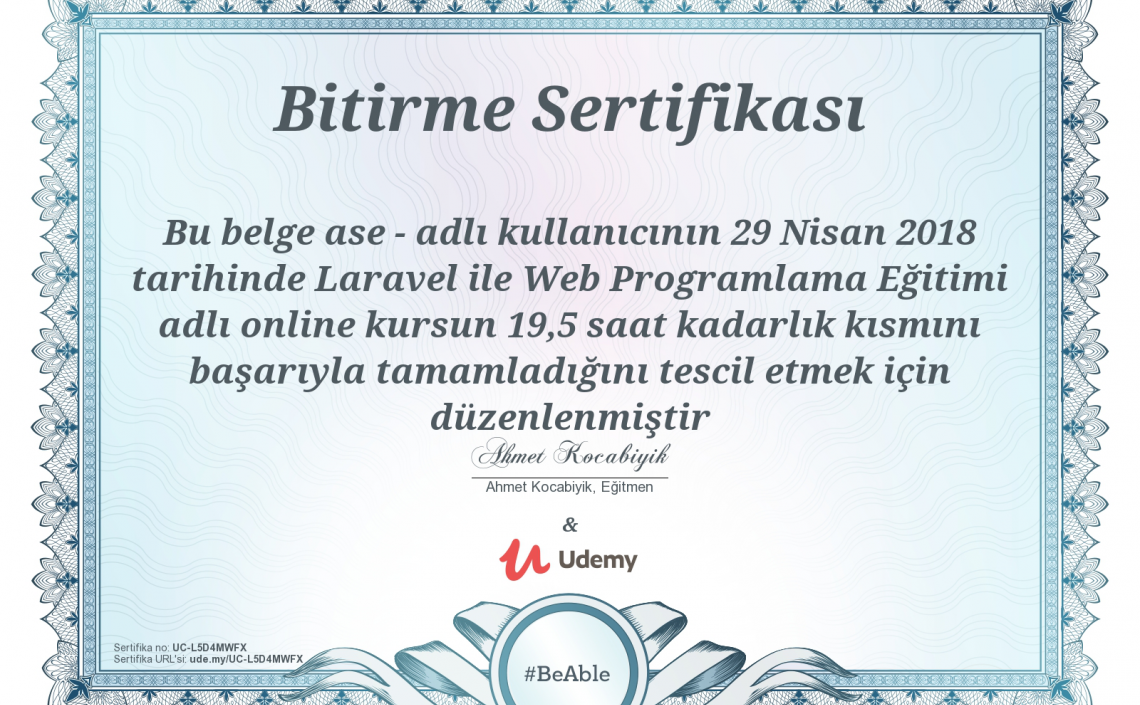 Bitirme Sertifikası
Bu belge ase - adlı kullanıcının 29 Nisan 2018
tarihinde Laravel ile Web Programlama Eğitimi
adlı online kursun 19,5 saat kadarlık kısmını
başarıyla tamamladığını tescil etmek için
düzenlenmiştir
Ahmet Kocabiyik
Ahmet Kocabiyik, Eğitmen
&
Udemy
Sertifika no: UC-L5D4MWFX
Sertifika URL'si: ude.my/UC-L5D4MWFX
#BeAble